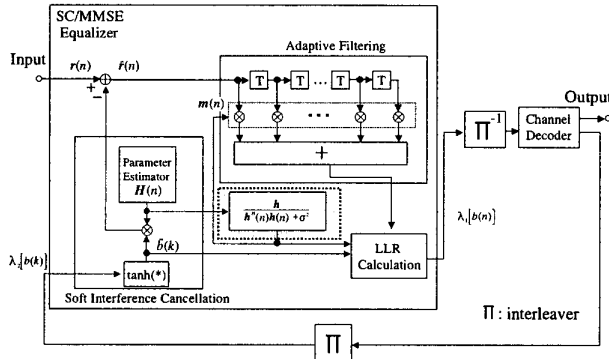 SC/MMSE
Equalizer
Adaptive Filtering
Input
r(n)
r̂(n)
+
−
T
T
...
T
m(n)
...
+
Parameter
Estimator
H(n)
h
hᴴ(n)h(n)+σ²
b̂(k)
tanh(*)
Soft Interference Cancellation
LLR
Calculation
λ₂[b(k)]
λ₁[b(n)]
Π⁻¹
Channel
Decoder
Output
Π : interleaver
Π